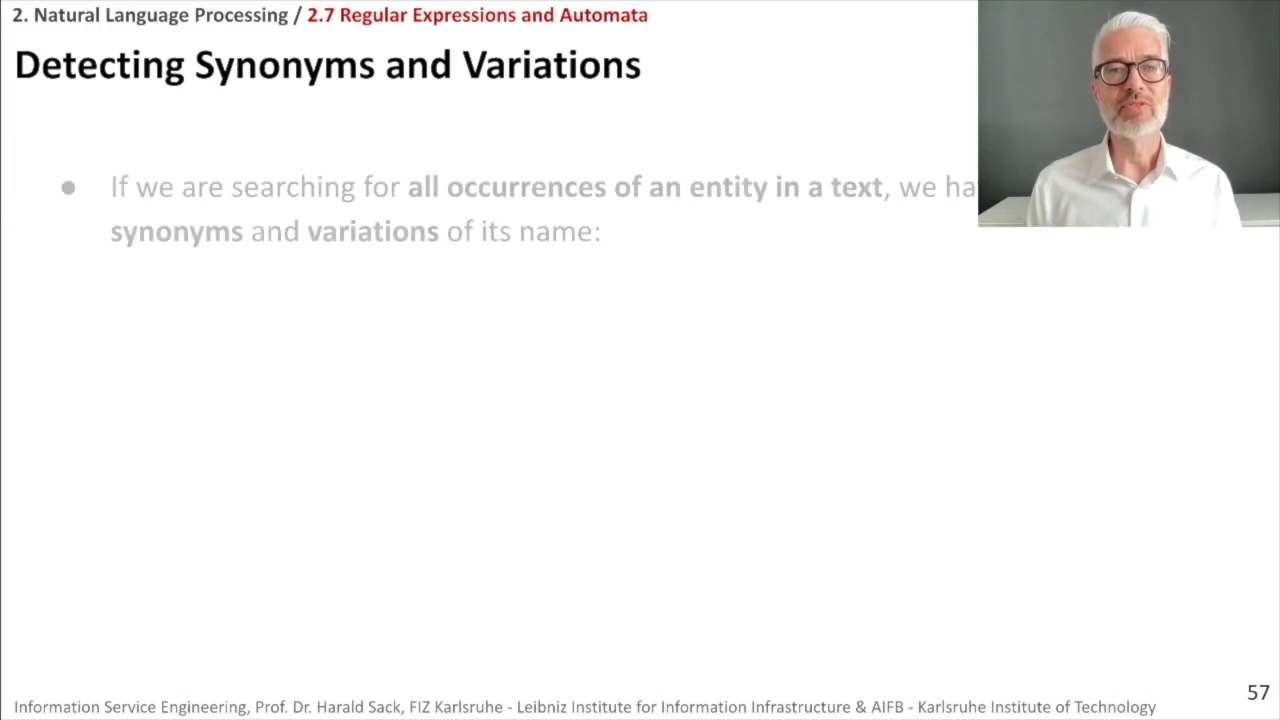 2. Natural Language Processing / 2.7 Regular Expressions and Automata
Detecting Synonyms and Variations
● If we are searching for all occurrences of an entity in a text, we ha
synonyms and variations of its name:
57
Information Service Engineering, Prof. Dr. Harald Sack, FIZ Karlsruhe - Leibniz Institute for Information Infrastructure & AIFB - Karlsruhe Institute of Technology